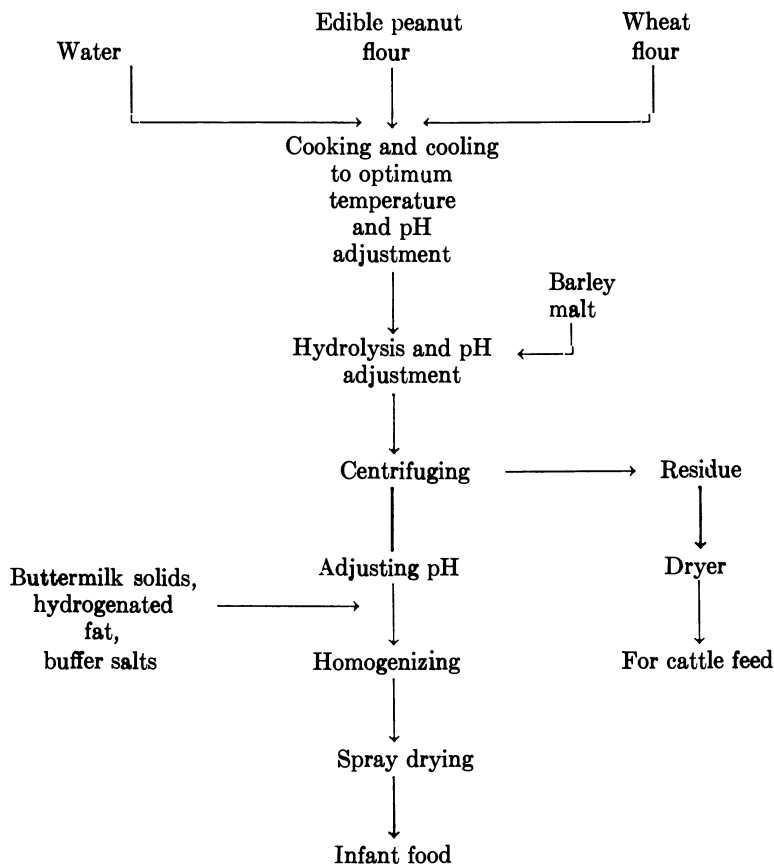 Water
Edible peanut
flour
Wheat
flour
Cooking and cooling
to optimum
temperature
and pH
adjustment
Barley
malt
Hydrolysis and pH
adjustment
Centrifuging
Residue
Adjusting pH
Dryer
Buttermilk solids,
hydrogenated
fat,
buffer salts
Homogenizing
For cattle feed
Spray drying
Infant food